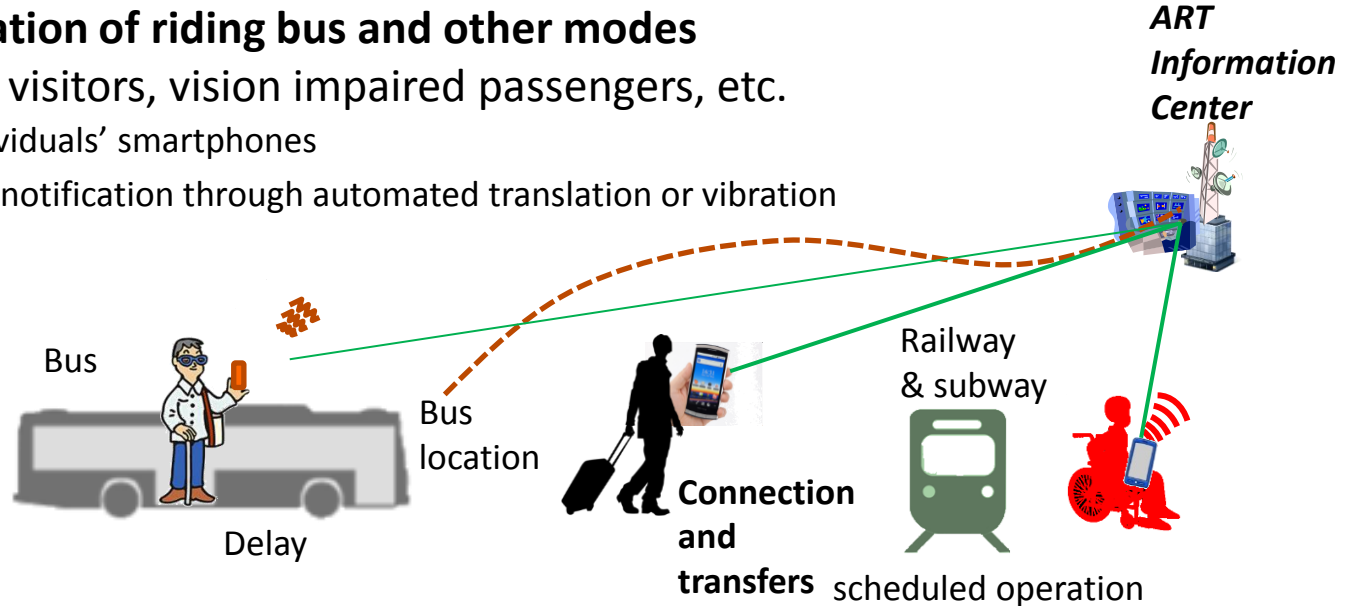 ation of riding bus and other modes
visitors, vision impaired passengers, etc.
viduals’ smartphones
notification through automated translation or vibration
ART
Information
Center
Bus
Bus
location
Delay
Connection
and
transfers
Railway
& subway
scheduled operation